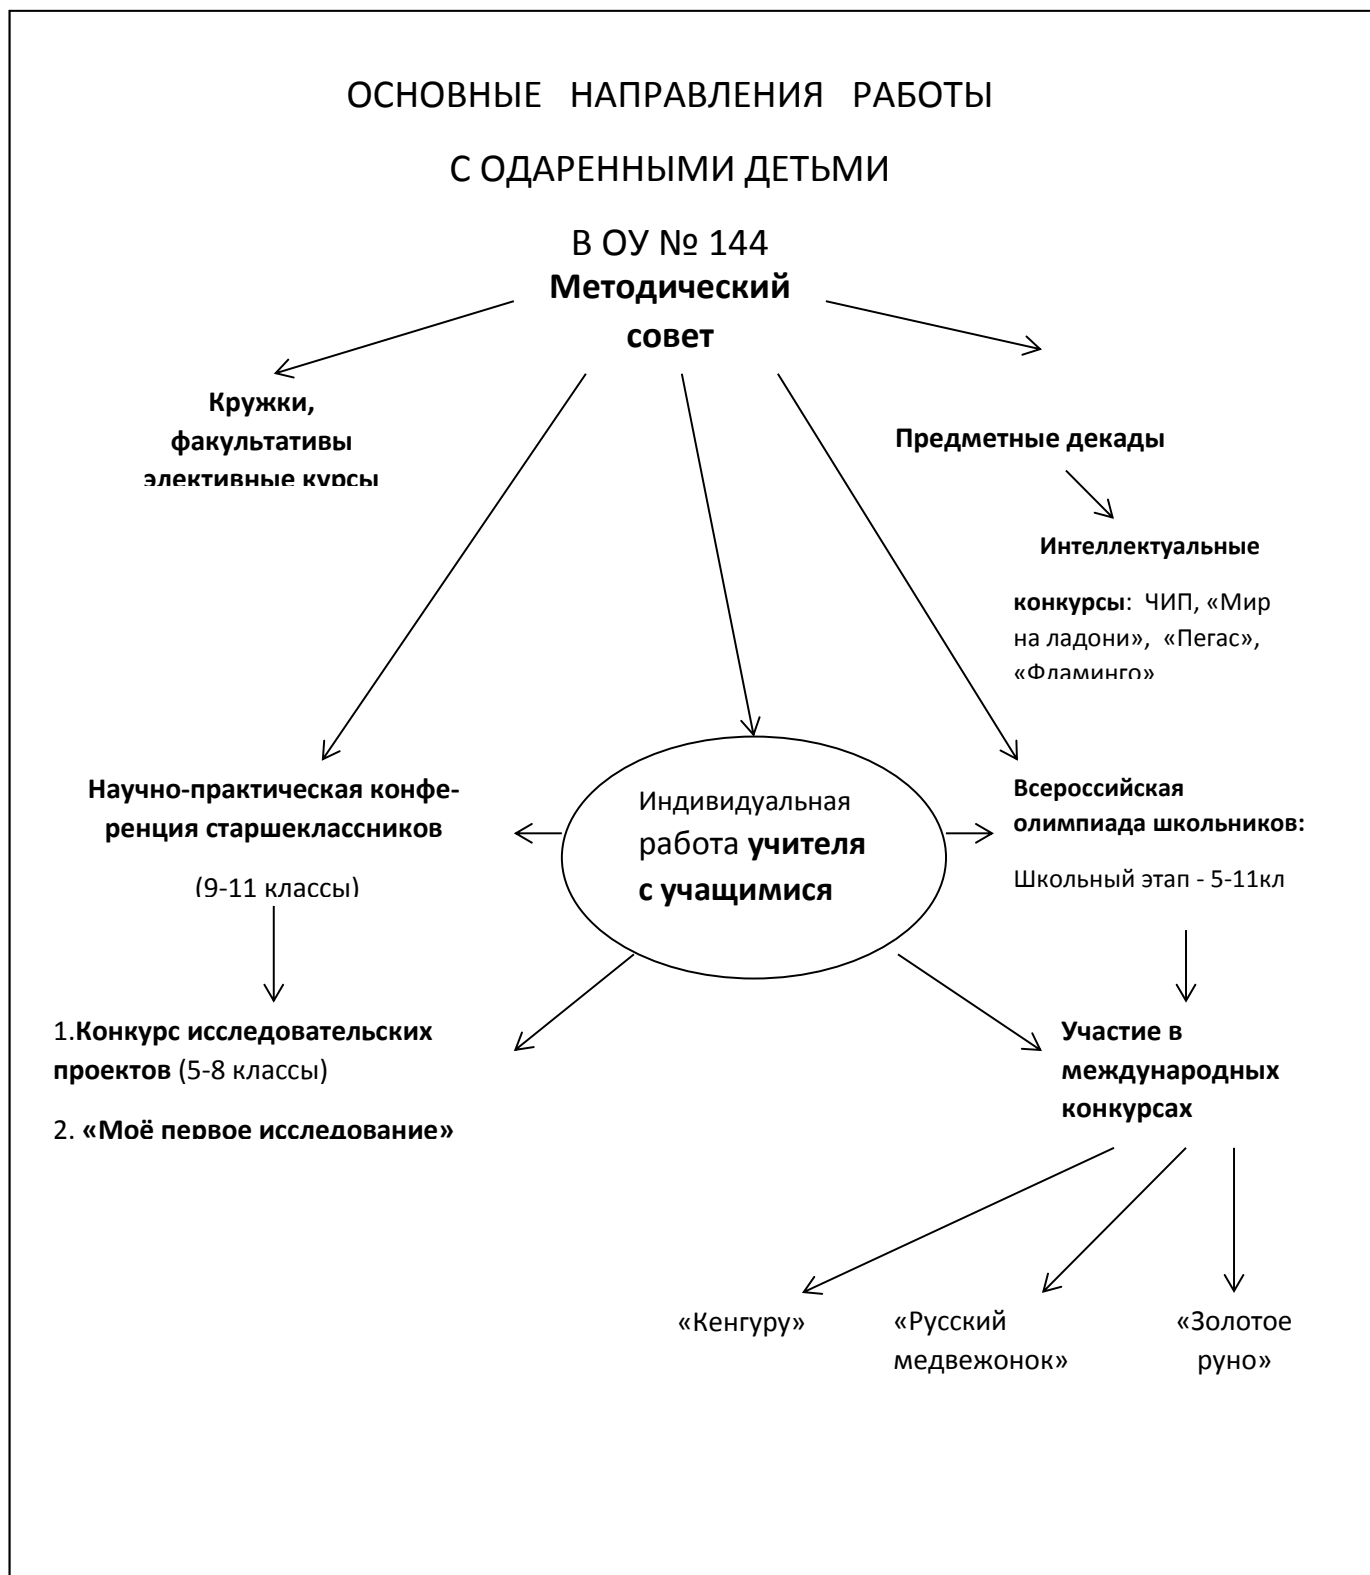 ОСНОВНЫЕ НАПРАВЛЕНИЯ РАБОТЫ
С ОДАРЕННЫМИ ДЕТЬМИ
В ОУ № 144
Методический
совет
Кружки,
факультативы
элективные курсы
Предметные декады
Интеллектуальные
конкурсы: ЧИП, «Мир
на ладони», «Пегас»,
«Фламинго»
Научно-практическая конфе-
ренция старшеклассников
(9-11 классы)
Индивидуальная
работа учителя
с учащимися
Всероссийская
олимпиада школьников:
Школьный этап - 5-11кл
1.Конкурс исследовательских
проектов (5-8 классы)
2. «Моё первое исследование»
Участие в
международных
конкурсах
«Кенгуру»
«Русский
медвежонок»
«Золотое
руно»